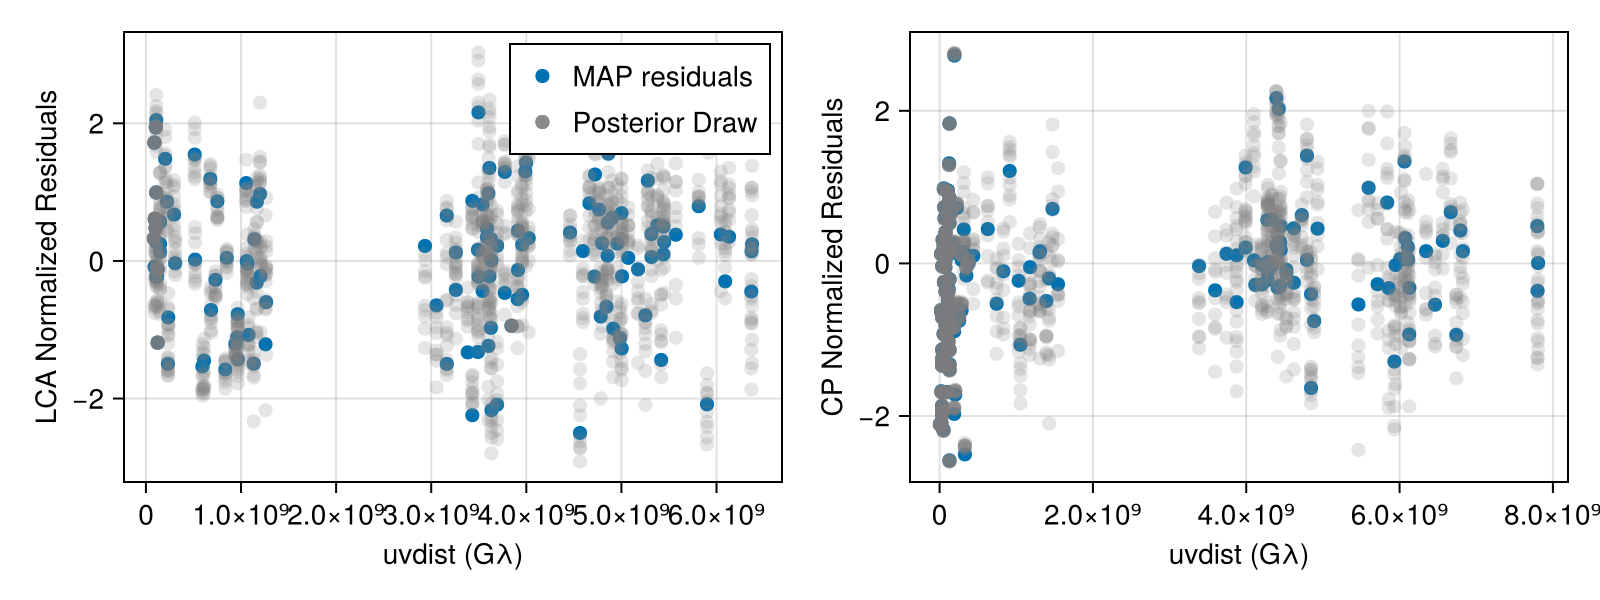 LCA Normalized Residuals
2
0
−2
MAP residuals
Posterior Draw
0 1.0×10⁹ 2.0×10⁹ 3.0×10⁹ 4.0×10⁹ 5.0×10⁹ 6.0×10⁹
uvdist (Gλ)
CP Normalized Residuals
2
0
−2
0 2.0×10⁹ 4.0×10⁹ 6.0×10⁹ 8.0×10⁹
uvdist (Gλ)